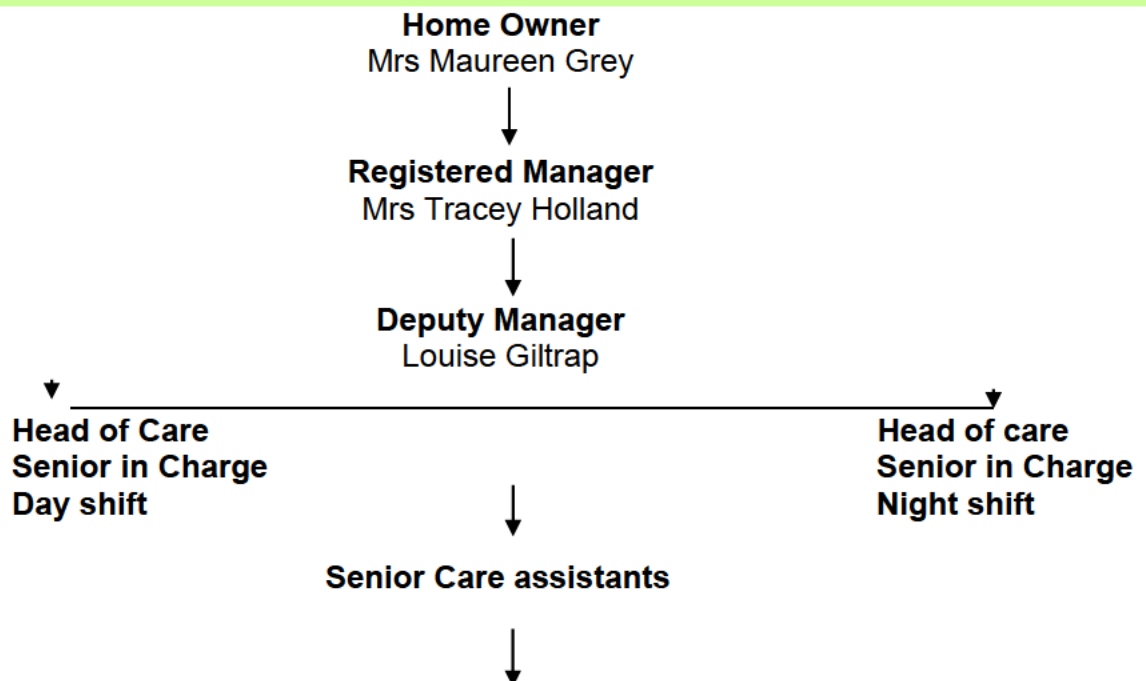 Home Owner
Mrs Maureen Grey
Registered Manager
Mrs Tracey Holland
Deputy Manager
Louise Giltrap
Head of Care
Senior in Charge
Day shift
Head of care
Senior in Charge
Night shift
Senior Care assistants